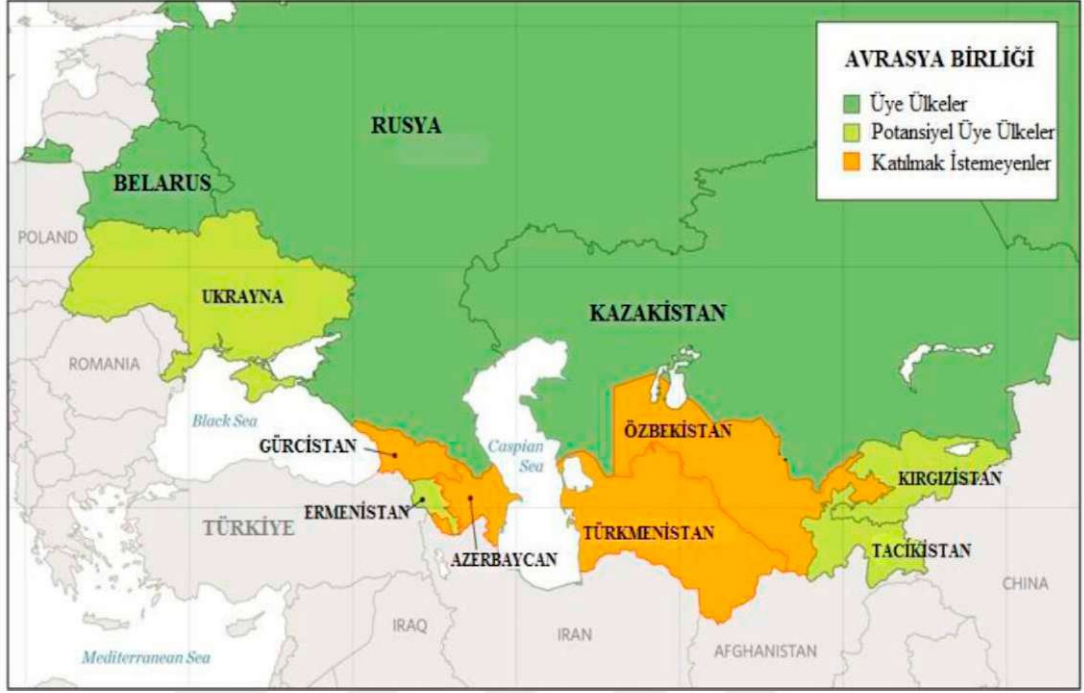 AVRASYA BİRLİĞİ
Üye Ülkeler
Potansiyel Üye Ülkeler
Katılmak İstemeyenler
RUSYA
BELARUS
POLAND
UKRAYNA
KAZAKİSTAN
ROMANIA
Black Sea
GÜRCİSTAN
Caspian
Sea
ÖZBEKİSTAN
KIRGIZİSTAN
ERMENİSTAN
TÜRKİYE
TÜRKMENİSTAN
AZERBAYCAN
TACİKİSTAN
CHINA
IRAQ
IRAN
AFGHANISTAN
Mediterranean Sea